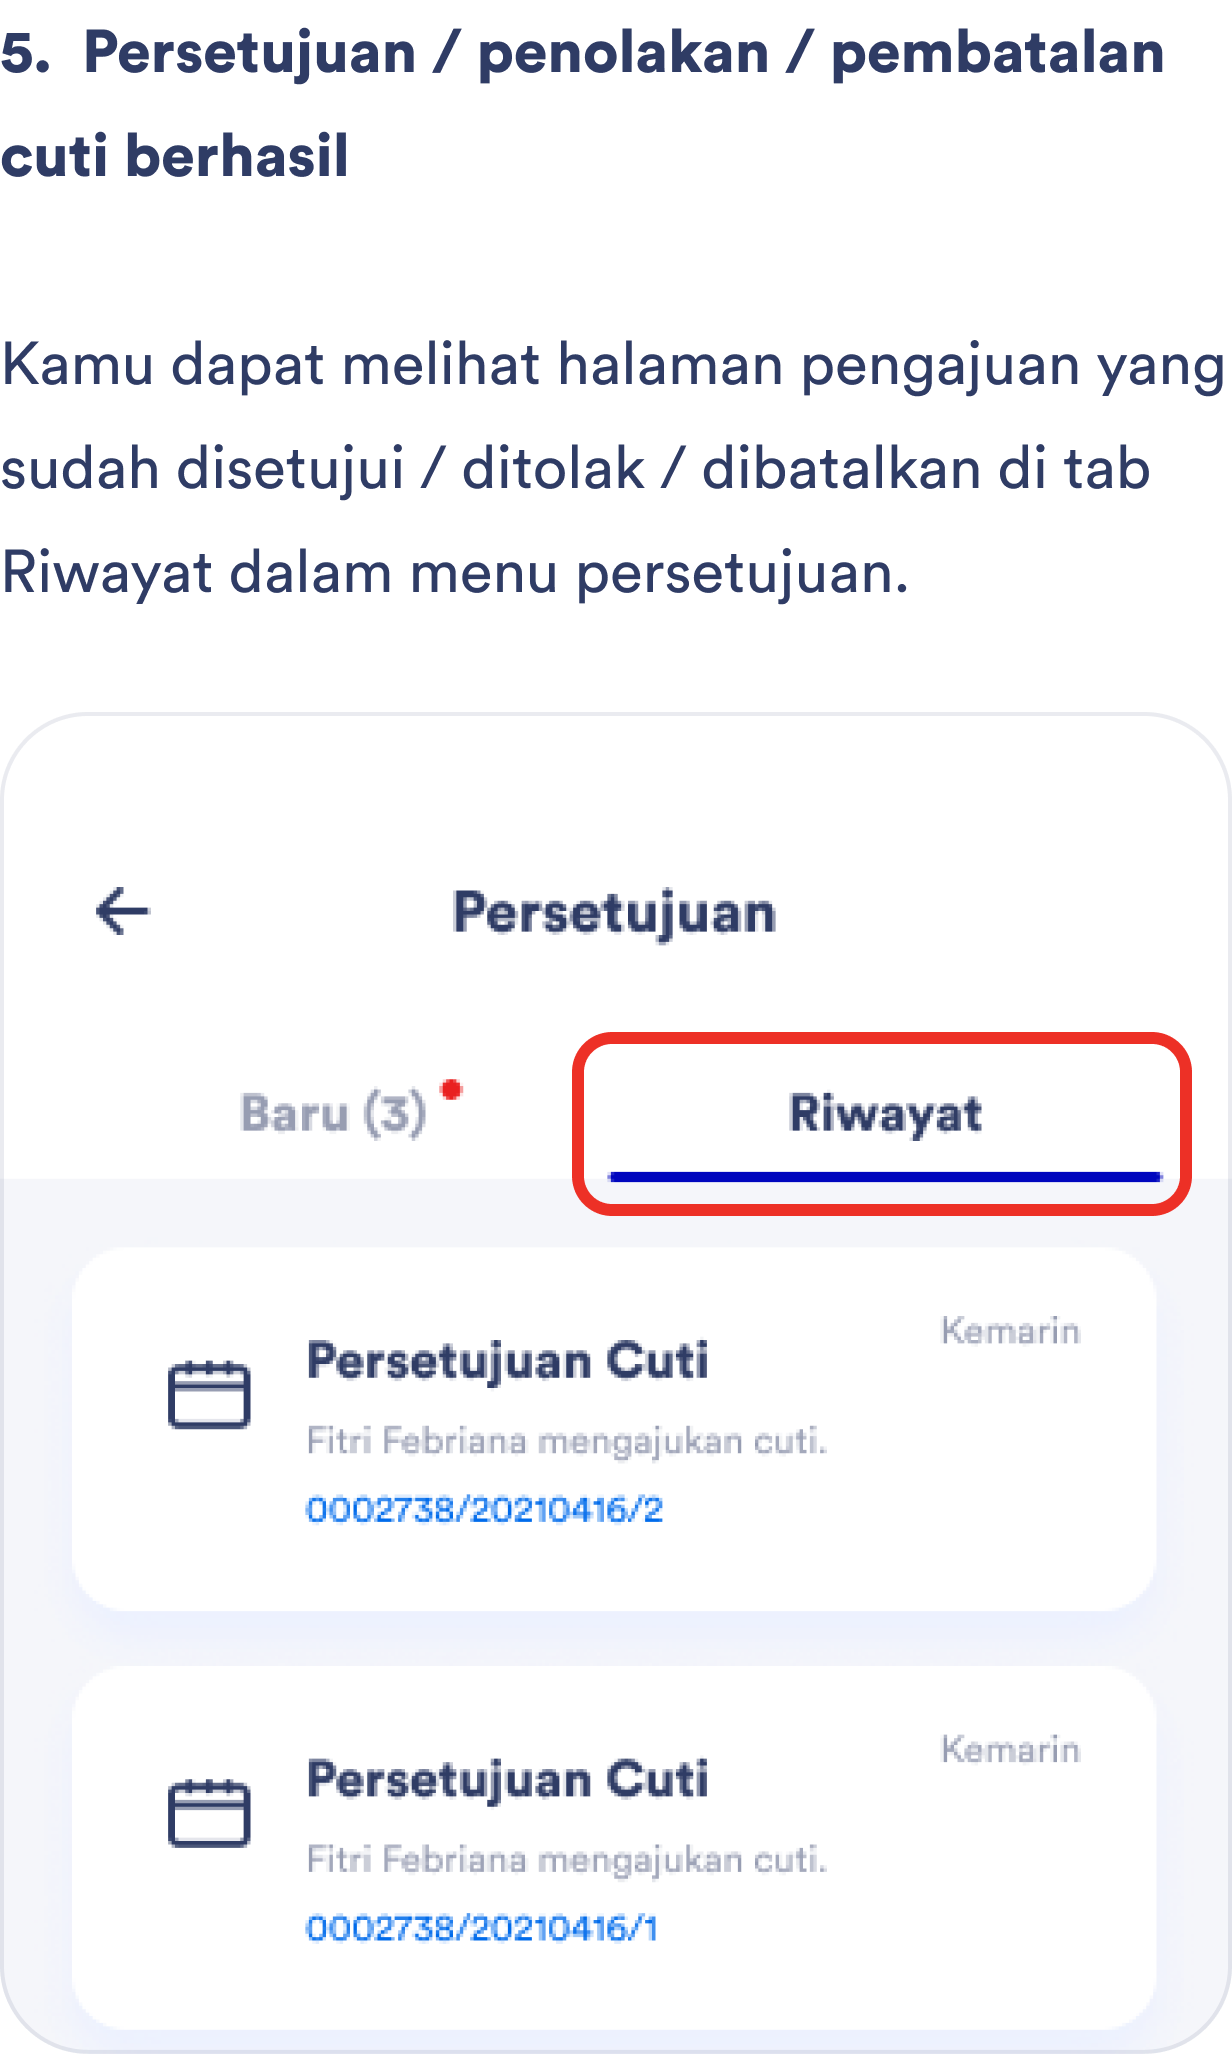 5. Persetujuan / penolakan / pembatalan
cuti berhasil
Kamu dapat melihat halaman pengajuan yang
sudah disetujui / ditolak / dibatalkan di tab
Riwayat dalam menu persetujuan.
Persetujuan
Baru (3)
Riwayat
Kemarin
Persetujuan Cuti
Fitri Febriana mengajukan cuti.
0002738/20210416/2
Kemarin
Persetujuan Cuti
Fitri Febriana mengajukan cuti.
0002738/20210416/1